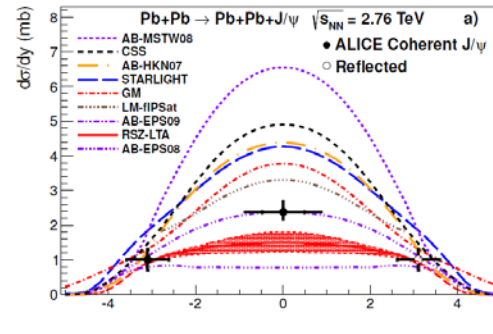 Pb+Pb → Pb+Pb+J/ψ √sNN = 2.76 TeV a)
AB-MSTW08
CSS
AB-HKN07
STARLIGHT
GM
LM-fIPSat
AB-EPS09
RSZ-LTA
AB-EPS08
ALICE Coherent J/ψ
Reflected
dσ/dy (mb)
8
7
6
5
4
3
2
1
0
-4 -2 0 2 4